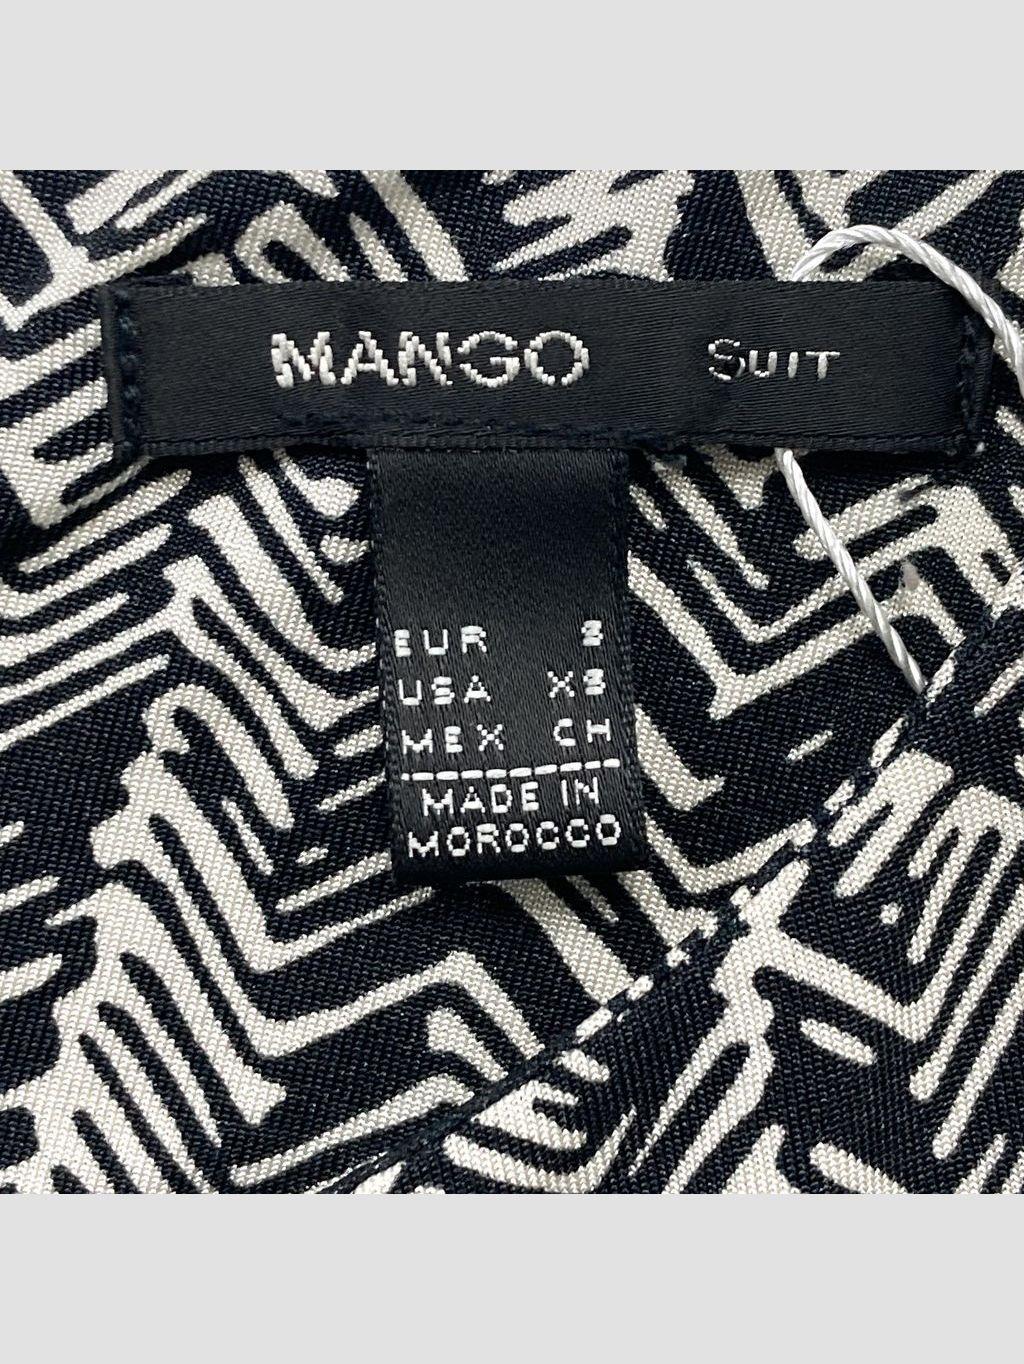 MANGO SUIT
EUR S
USA XS
MEX CH
MADE IN
MOROCCO